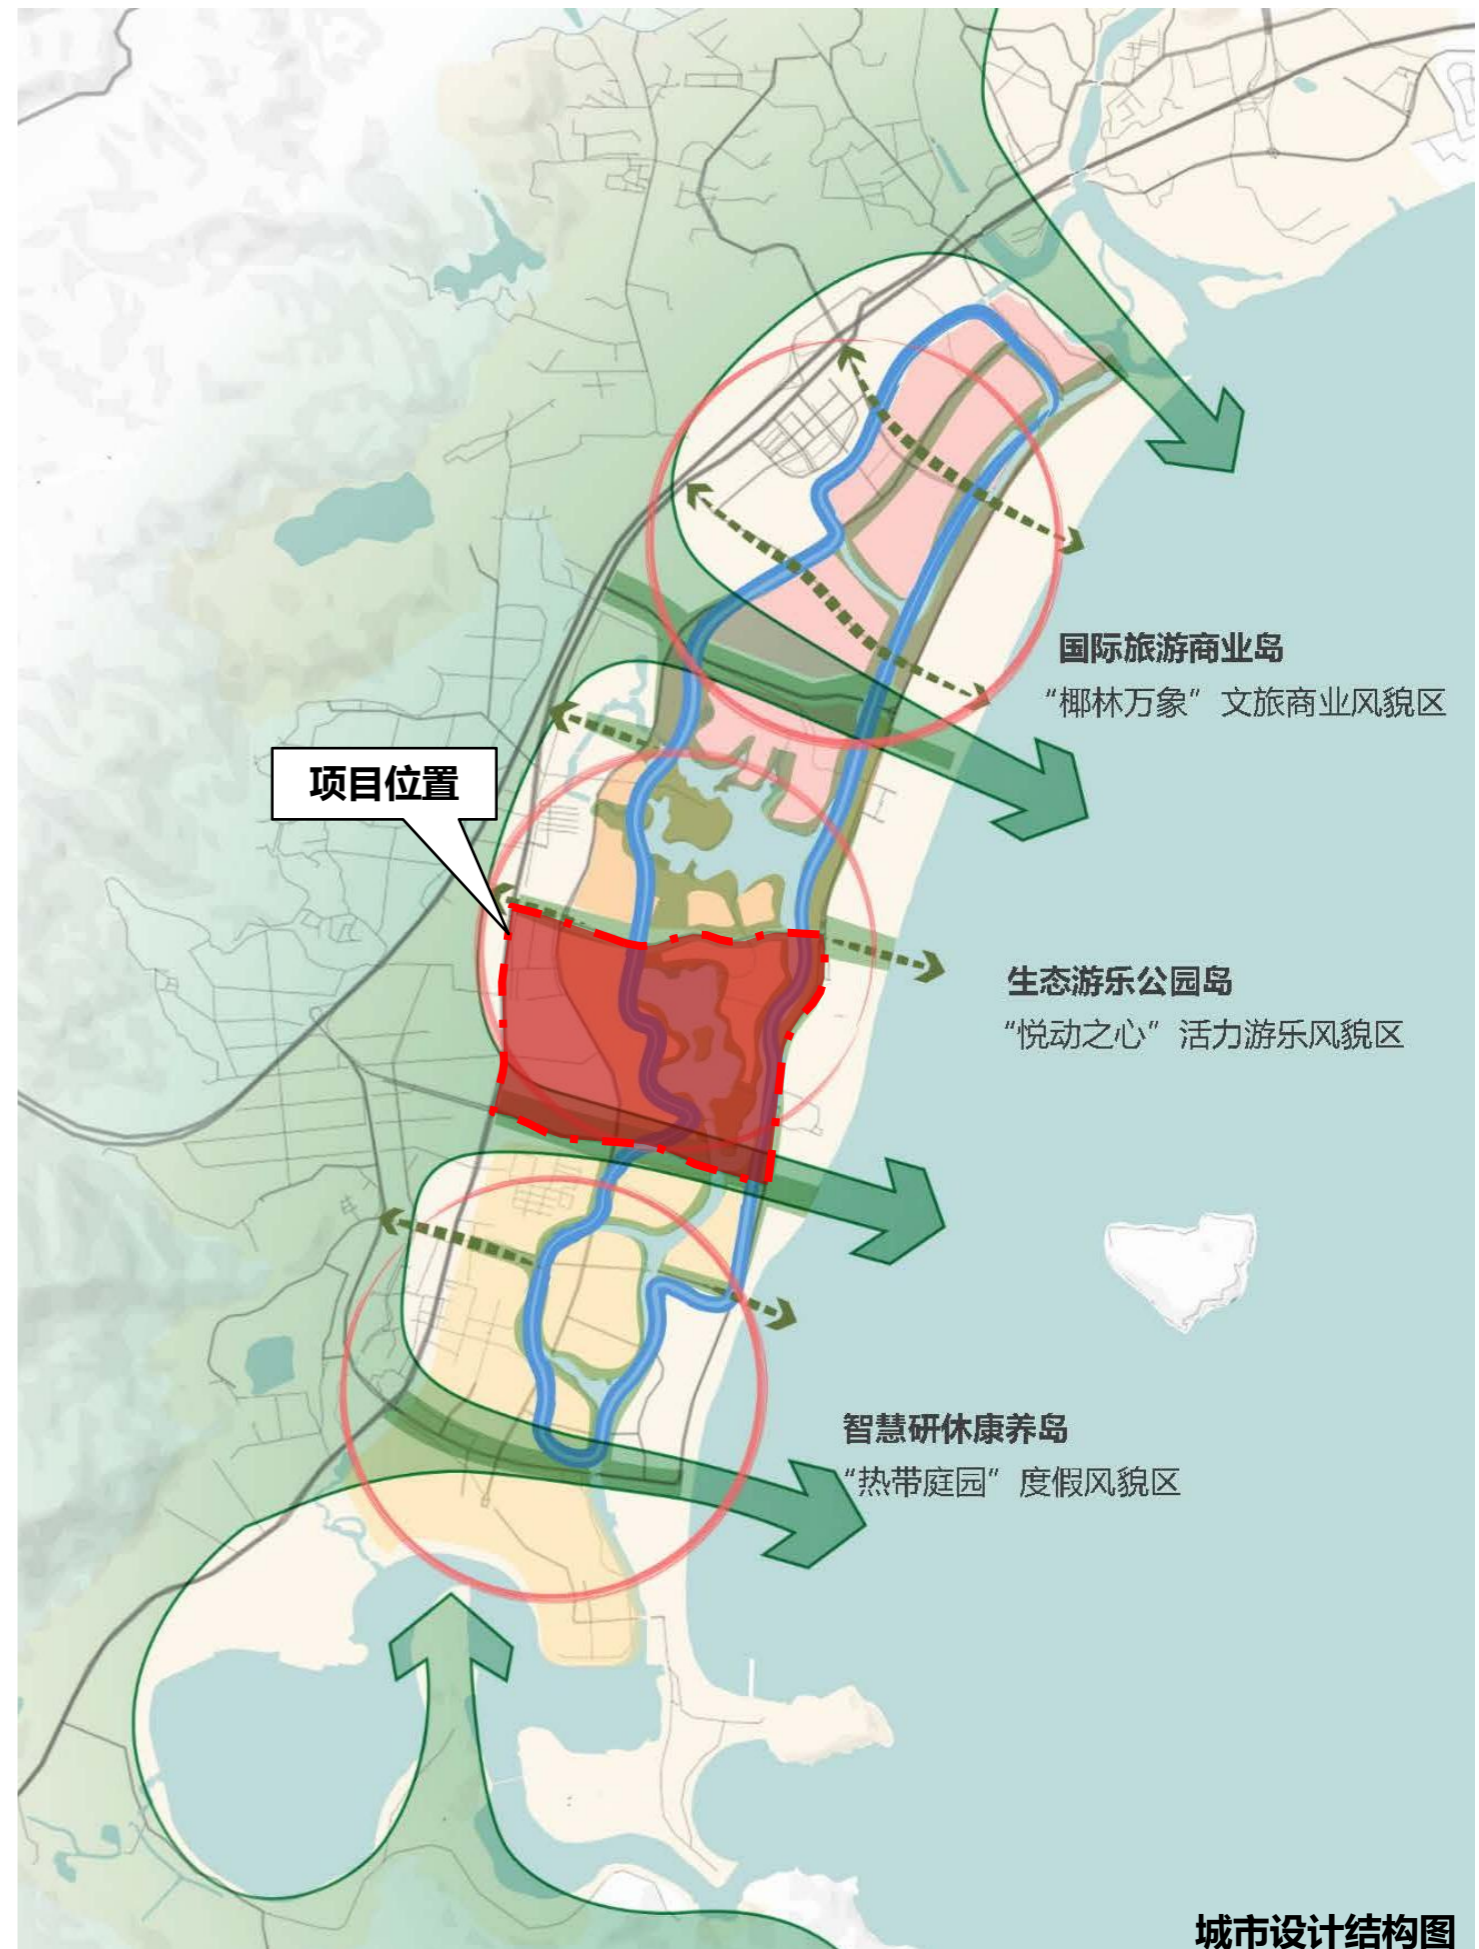 国际旅游商业岛
“椰林万象”文旅商业风貌区
项目位置
生态游乐公园岛
“悦动之心”活力游乐风貌区
智慧研休康养岛
“热带庭园”度假风貌区
城市设计结构图